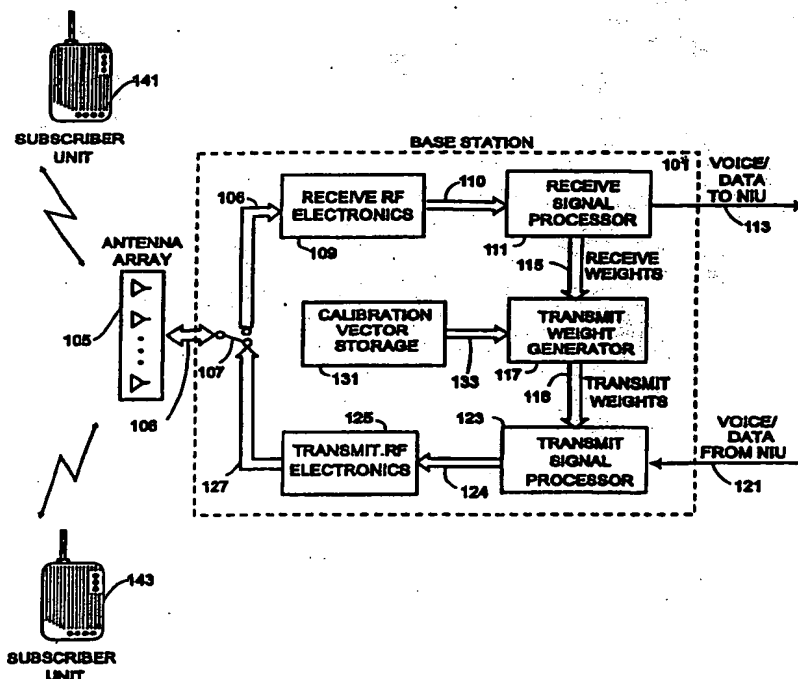 141
SUBSCRIBER
UNIT
BASE STATION
101
VOICE/
DATA
TO NIU
113
106
RECEIVE RF
ELECTRONICS
109
110
RECEIVE
SIGNAL
PROCESSOR
111
115
RECEIVE
WEIGHTS
ANTENNA
ARRAY
105
106
107
CALIBRATION
VECTOR
STORAGE
131
133
TRANSMIT
WEIGHT
GENERATOR
117
118
TRANSMIT
WEIGHTS
125
TRANSMIT.RF
ELECTRONICS
127
124
123
TRANSMIT
SIGNAL
PROCESSOR
VOICE/
DATA
FROM NIU
121
143
SUBSCRIBER
UNIT